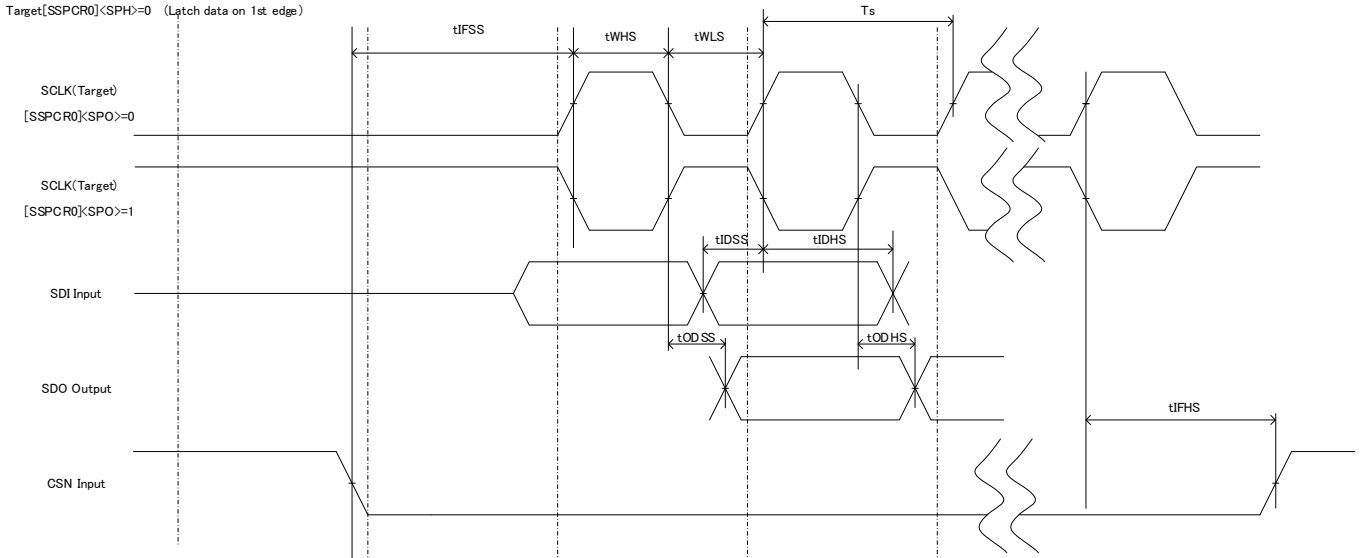 Target[SSPCR0]<SPH>=0 (Latch data on 1st edge)
Ts
tIFSS
tWHS
tWLS
SCLK(Target)
[SSPCR0]<SPO>=0
SCLK(Target)
[SSPCR0]<SPO>=1
tIDSS
tIDHS
SDI Input
tODSS
tODHS
SDO Output
tIFHS
CSN Input